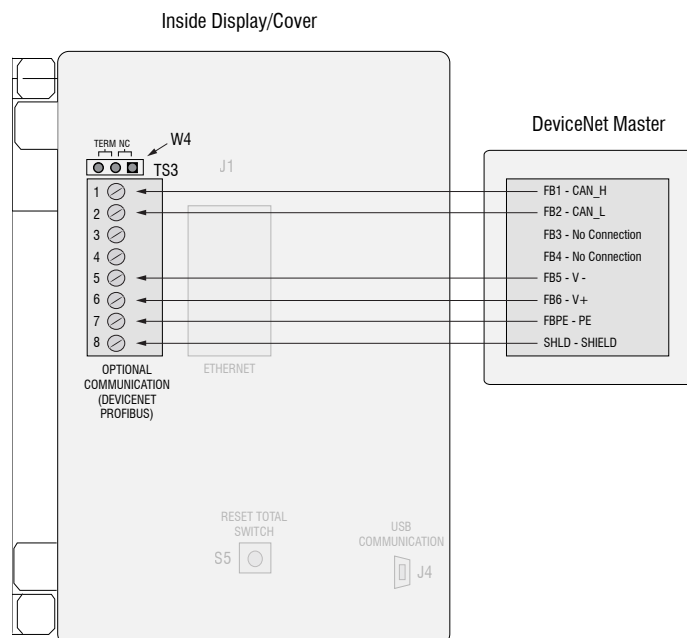 Inside Display/Cover
DeviceNet Master
TERM NC
W4
TS3
J1
1
2
3
4
5
6
7
8
FB1 - CAN_H
FB2 - CAN_L
FB3 - No Connection
FB4 - No Connection
FB5 - V -
FB6 - V+
FBPE - PE
SHLD - SHIELD
OPTIONAL
COMMUNICATION
(DEVICENET
PROFIBUS)
ETHERNET
RESET TOTAL
SWITCH
S5
USB
COMMUNICATION
J4